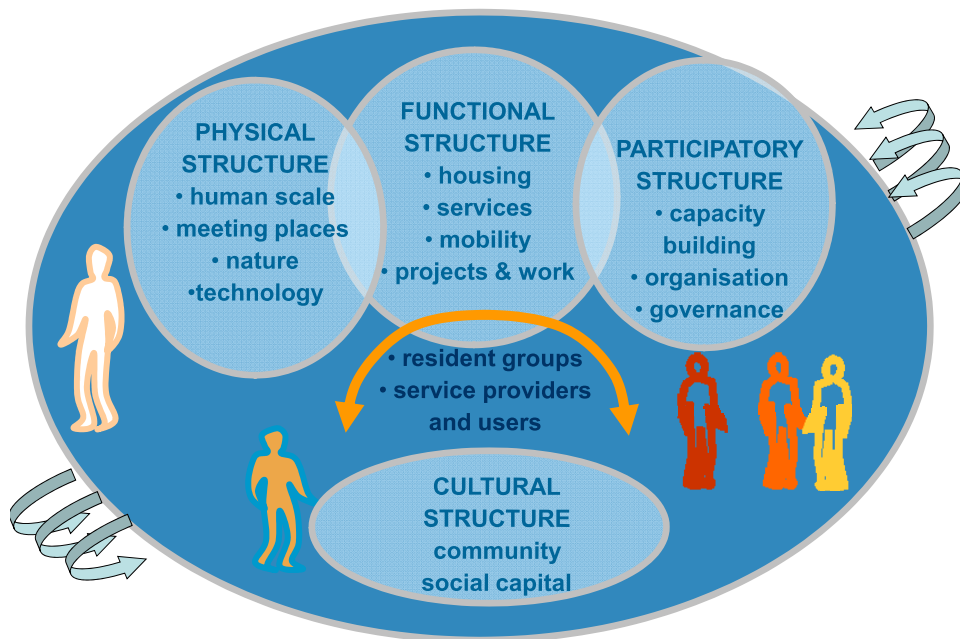 PHYSICAL
STRUCTURE
• human scale
• meeting places
• nature
•technology
FUNCTIONAL
STRUCTURE
• housing
• services
• mobility
• projects & work
PARTICIPATORY
STRUCTURE
• capacity
building
• organisation
• governance
• resident groups
• service providers
and users
CULTURAL
STRUCTURE
community
social capital